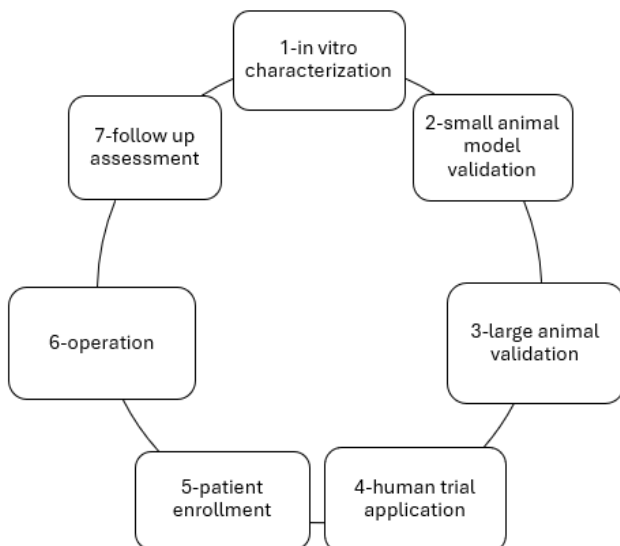 1-in vitro
characterization
2-small animal
model
validation
3-large animal
validation
4-human trial
application
5-patient
enrollment
6-operation
7-follow up
assessment